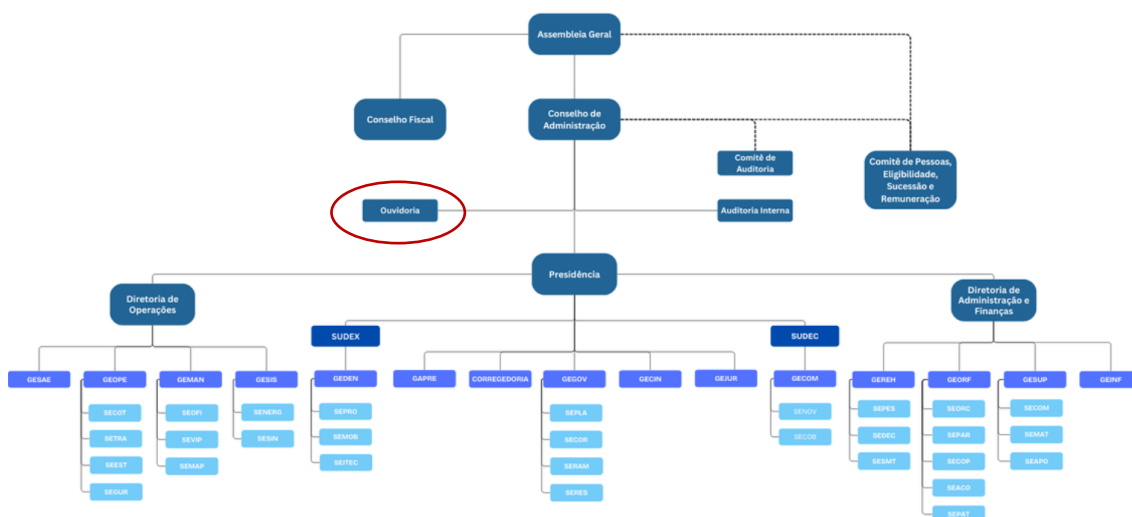 Assembleia Geral
Conselho Fiscal
Conselho de
Administração
Comitê de
Auditoria
Comitê de Pessoas,
Eligibilidade,
Sucessão e
Remuneração
Ouvidoria
Auditoria Interna
Presidência
Diretoria de
Operações
Diretoria de
Administração e
Finanças
SUDEX
SUDEC
GESAE
GEOPE
GEMAN
GESIS
GEDEN
GAPRE
CORREGEDORIA
GEGOV
GECIN
GEJUR
GECOM
GEREH
GEORF
GESUP
GEINF
SECOT
SETRA
SEEST
SEGUR
SEOFI
SEVIP
SEMAP
SENERG
SESIN
SEPRO
SEMOB
SEITEC
SEPLA
SECOR
SERAM
SERES
SENOV
SECOB
SEPES
SEDEC
SESMT
SEORC
SEPAR
SECOP
SEACO
SEPAT
SECOM
SEMAT
SEAPO